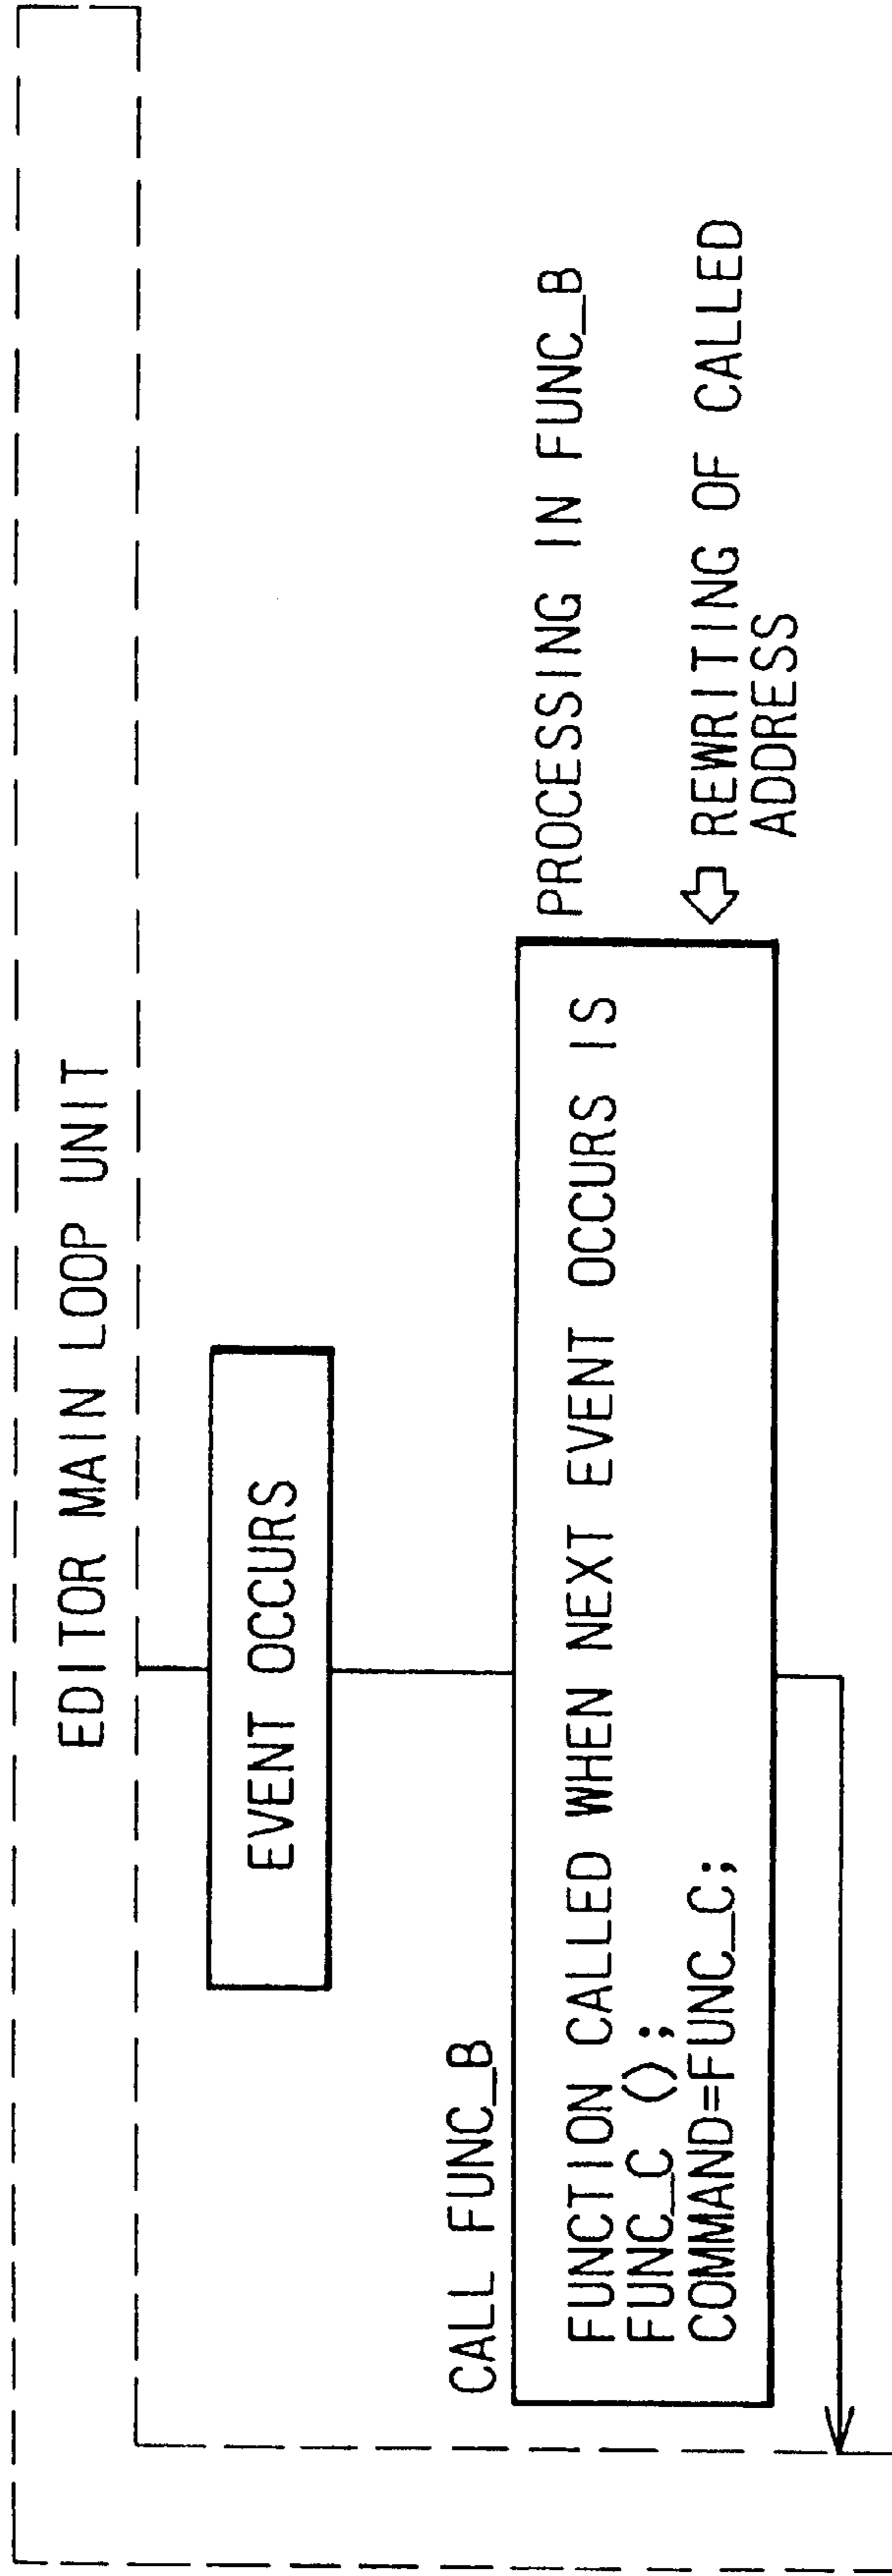 EDITOR MAIN LOOP UNIT
EVENT OCCURS
CALL FUNC_B
PROCESSING IN FUNC_B
FUNCTION CALLED WHEN NEXT EVENT OCCURS IS
FUNC_C ();
COMMAND=FUNC_C;
REWRITING OF CALLED
ADDRESS